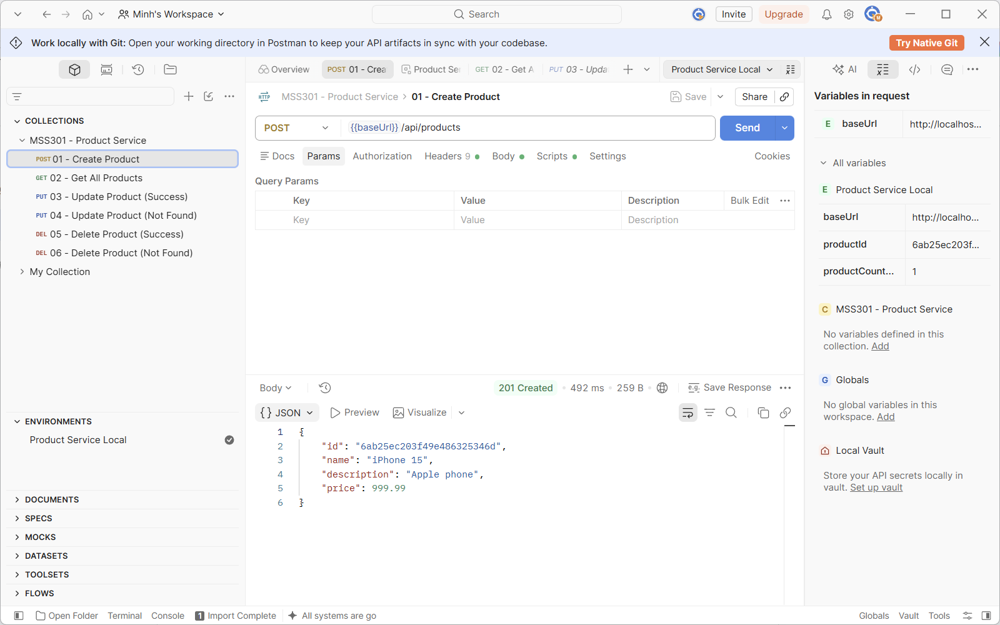 Minh's Workspace
Search
Invite
Upgrade
Work locally with Git: Open your working directory in Postman to keep your API artifacts in sync with your codebase.
Try Native Git
Overview
POST 01 - Crea
Product Ser
GET 02 - Get A
PUT 03 - Upda
Product Service Local
AI
COLLECTIONS
MSS301 - Product Service
POST 01 - Create Product
GET 02 - Get All Products
PUT 03 - Update Product (Success)
PUT 04 - Update Product (Not Found)
DEL 05 - Delete Product (Success)
DEL 06 - Delete Product (Not Found)
My Collection
ENVIRONMENTS
Product Service Local
DOCUMENTS
SPECS
MOCKS
DATASETS
TOOLSETS
FLOWS
HTTP MSS301 - Product Service > 01 - Create Product
Save
Share
POST
{{baseUrl}} /api/products
Send
Docs
Params
Authorization
Headers 9
Body
Scripts
Settings
Cookies
Query Params
Key Value Description Bulk Edit
Key Value Description
Body
201 Created
492 ms
259 B
e.g. Save Response
{} JSON
Preview
Visualize
1 {
2 "id": "6ab25ec203f49e486325346d",
3 "name": "iPhone 15",
4 "description": "Apple phone",
5 "price": 999.99
6 }
Variables in request
E baseUrl http://localhos...
All variables
E Product Service Local
baseUrl http://localho...
productId 6ab25ec203f...
productCount... 1
C MSS301 - Product Service
No variables defined in this
collection. Add
G Globals
No global variables in this
workspace. Add
Local Vault
Store your API secrets locally in
vault. Set up vault
Open Folder
Terminal
Console
1 Import Complete
All systems are go
Globals
Vault
Tools